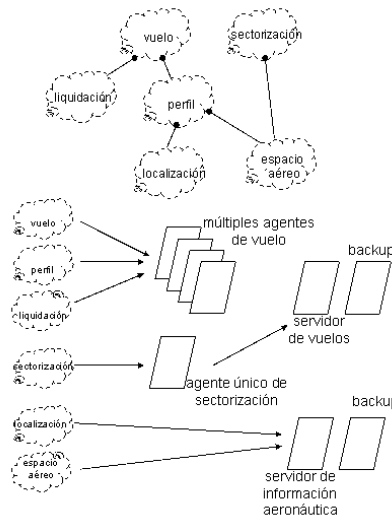 vuelo
sectorización
liquidación
perfil
localización
espacio
aéreo
vuelo
perfil
liquidación
múltiples agentes
de vuelo
backup
servidor
de vuelos
sectorización
agente único de
sectorización
localización
espacio
aéreo
backup
servidor de
información
aeronáutica